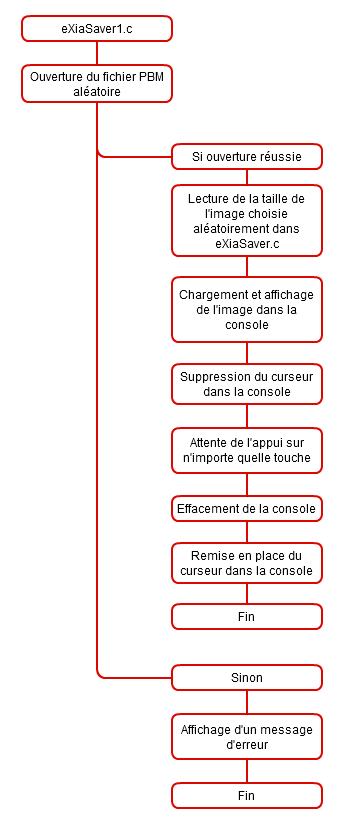 eXiaSaver1.c
Ouverture du fichier PBM
aléatoire
Si ouverture réussie
Lecture de la taille de
l'image choisie
aléatoirement dans
eXiaSaver.c
Chargement et affichage
de l'image dans la
console
Suppression du curseur
dans la console
Attente de l'appui sur
n'importe quelle touche
Effacement de la console
Remise en place du
curseur dans la console
Fin
Sinon
Affichage d'un message
d'erreur
Fin